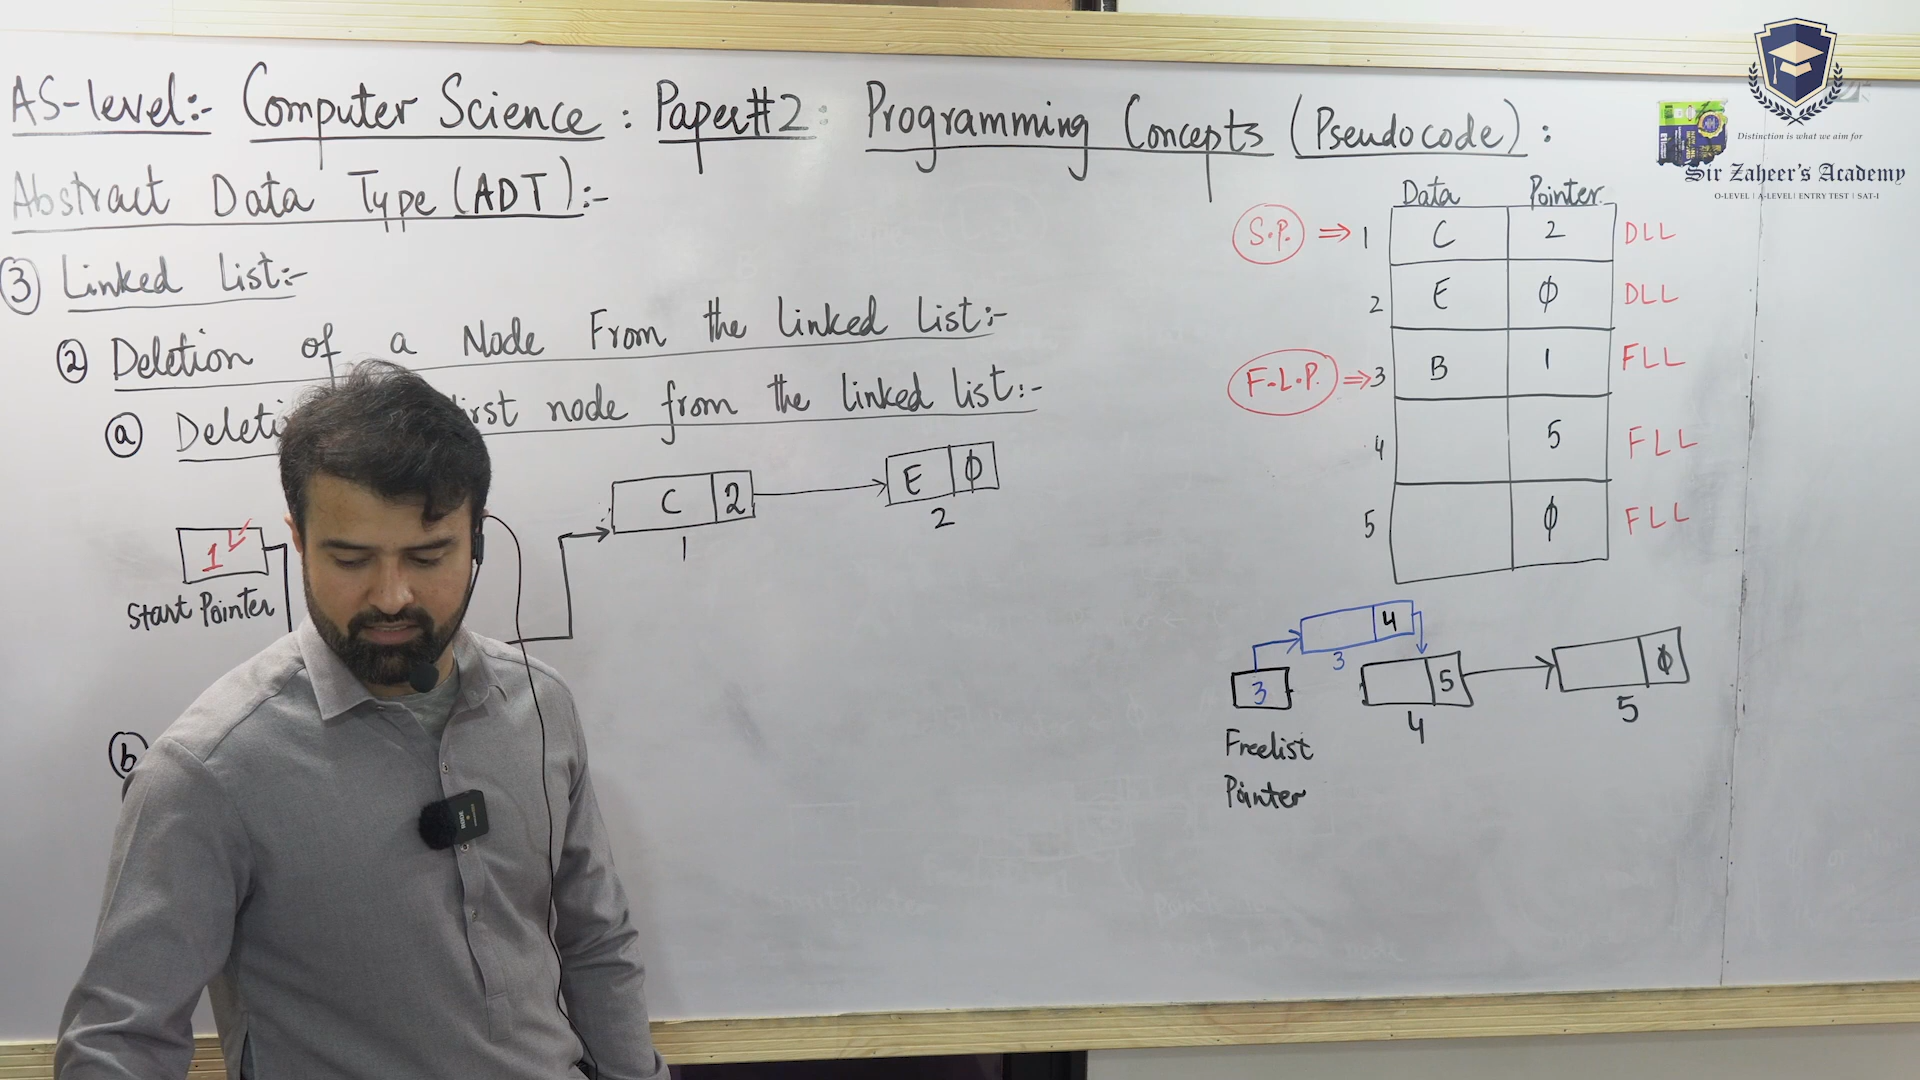 AS-level:- Computer Science : Paper#2 : Programming Concepts (Pseudocode) :
Abstract Data Type (ADT):-
③ Linked List:-
② Deletion of a Node From the linked list:-
ⓐ node from the linked list:-
1
Start Pointer
C 2
1
E ∅
2
ⓑ
Data Pointer
S.P. ⇒ 1 C 2 DLL
2 E ∅ DLL
F.L.P. ⇒ 3 B 1 FLL
4 5 FLL
5 ∅ FLL
4
3
3
5
4
∅
5
Freelist
Pointer
Distinction is what we aim for
Sir Zaheer's Academy
O-LEVEL | A-LEVEL | ENTRY TEST | SAT-I